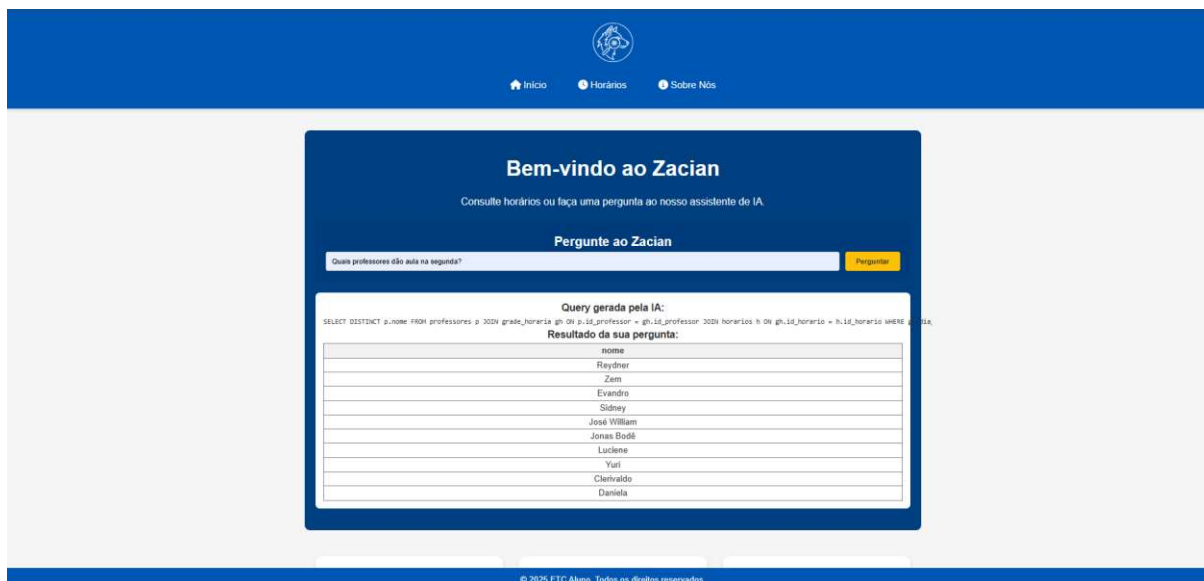 Início Horários Sobre Nós
Bem-vindo ao Zacian
Consulte horários ou faça uma pergunta ao nosso assistente de IA.
Pergunte ao Zacian
Quais professores dão aula na segunda? Perguntar
Query gerada pela IA:
SELECT DISTINCT p.nome FROM professores p JOIN grade_horaria gh ON p.id_professor = gh.id_professor JOIN horarios h ON gh.id_horario = h.id_horario WHERE
Resultado da sua pergunta:
nome
Reydner
Zem
Evandro
Sidney
José William
Jonas Bodê
Luciene
Yuri
Clerivaldo
Daniela
© 2025 ETC Aluno. Todos os direitos reservados.